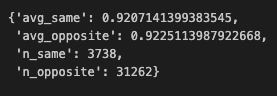 {'avg_same': 0.9207141399383545,
 'avg_opposite': 0.9225113987922668,
 'n_same': 3738,
 'n_opposite': 31262}